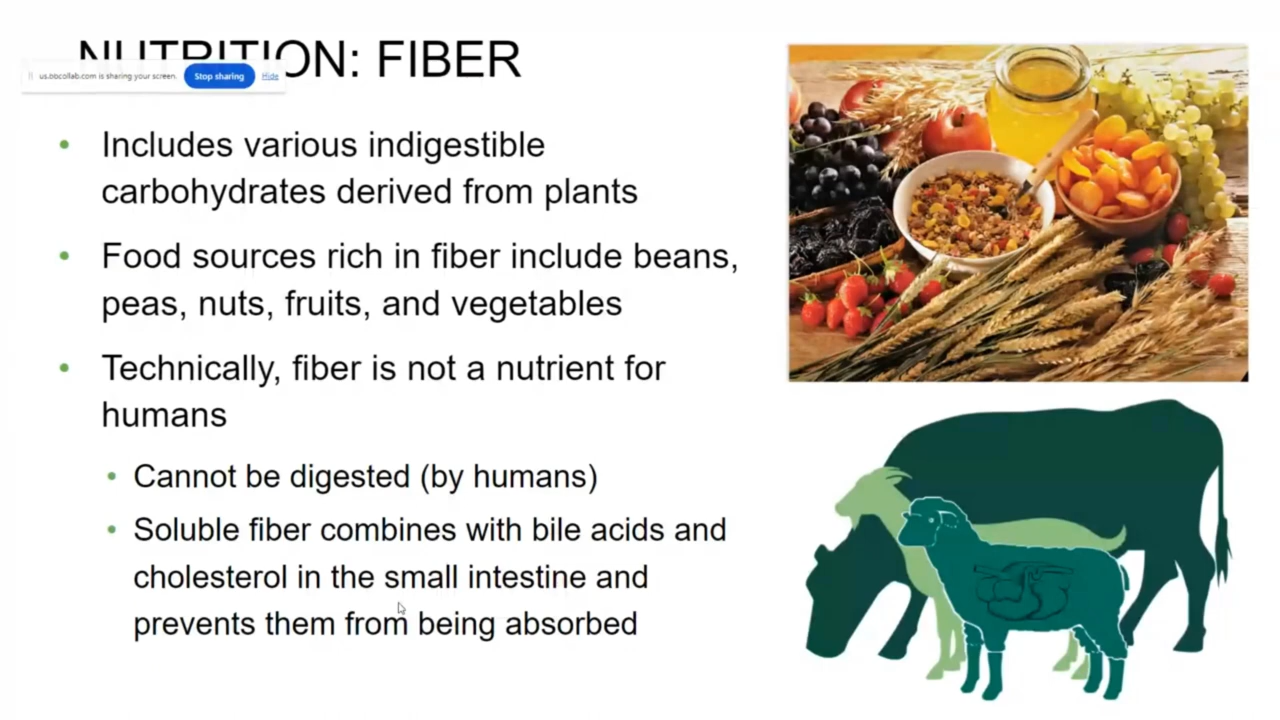 NUTRITION: FIBER
us.bbcollab.com is sharing your screen. Stop sharing Hide
• Includes various indigestible
carbohydrates derived from plants
• Food sources rich in fiber include beans,
peas, nuts, fruits, and vegetables
• Technically, fiber is not a nutrient for
humans
• Cannot be digested (by humans)
• Soluble fiber combines with bile acids and
cholesterol in the small intestine and
prevents them from being absorbed